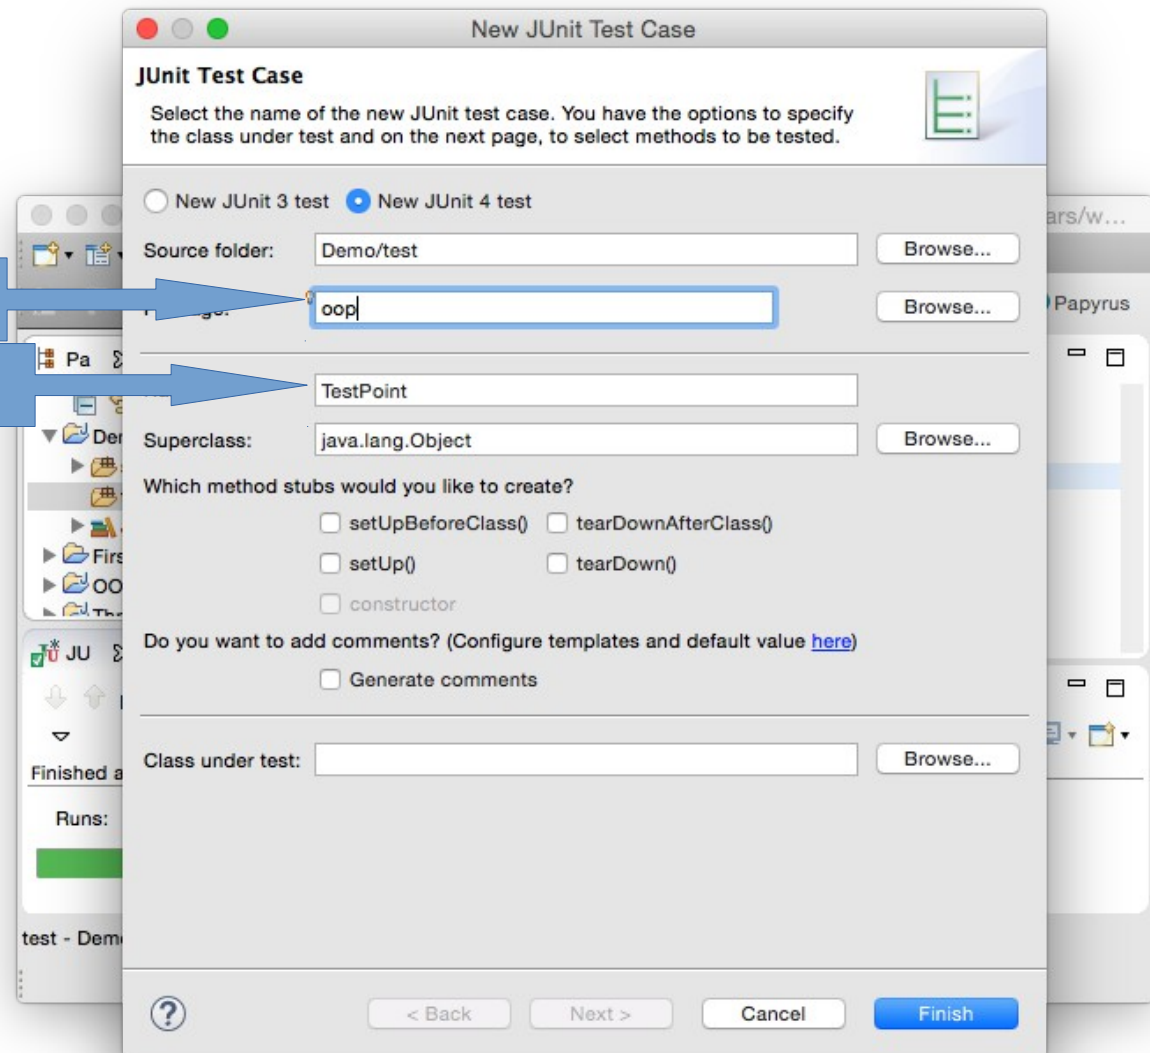 New JUnit Test Case
JUnit Test Case
Select the name of the new JUnit test case. You have the options to specify
the class under test and on the next page, to select methods to be tested.
New JUnit 3 test New JUnit 4 test
ars/w...
Source folder: Demo/test Browse...
oop Browse...
Papyrus
Pa
TestPoint
Superclass: java.lang.Object Browse...
Which method stubs would you like to create?
setUpBeforeClass() tearDownAfterClass()
setUp() tearDown()
constructor
Firs
OO
Do you want to add comments? (Configure templates and default value here)
JU
Generate comments
Class under test: Browse...
Finished a
Runs:
test - Dem
? < Back Next > Cancel Finish